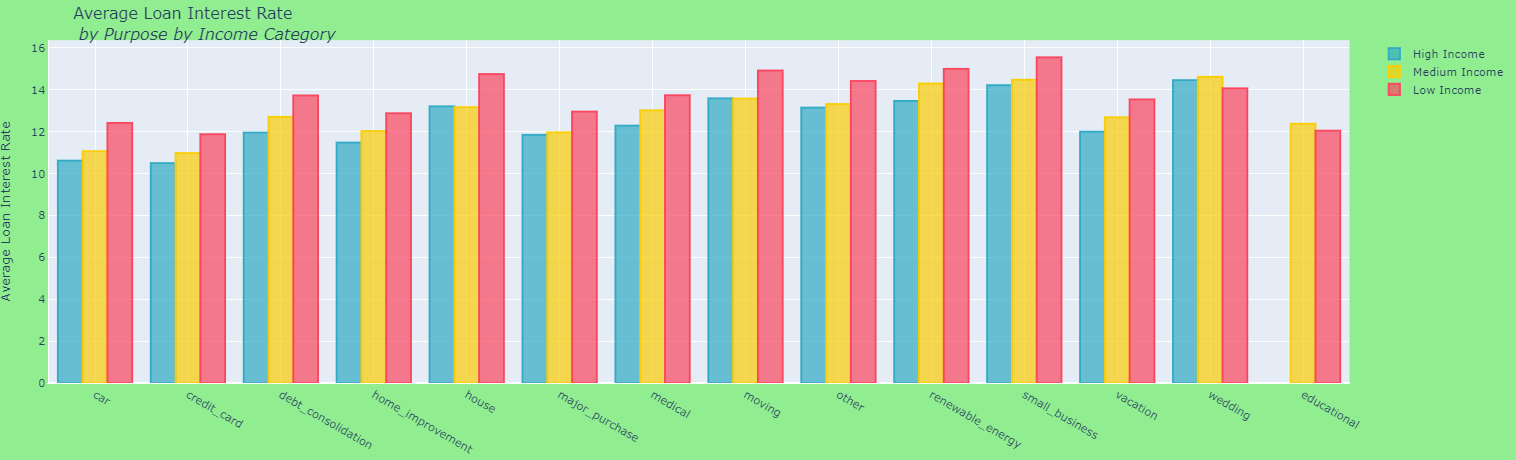 Average Loan Interest Rate
by Purpose by Income Category
16
14
12
10
8
6
4
2
0
Average Loan Interest Rate
car
credit_card
debt_consolidation
home_improvement
house
major_purchase
medical
moving
other
renewable_energy
small_business
vacation
wedding
educational
High Income
Medium Income
Low Income